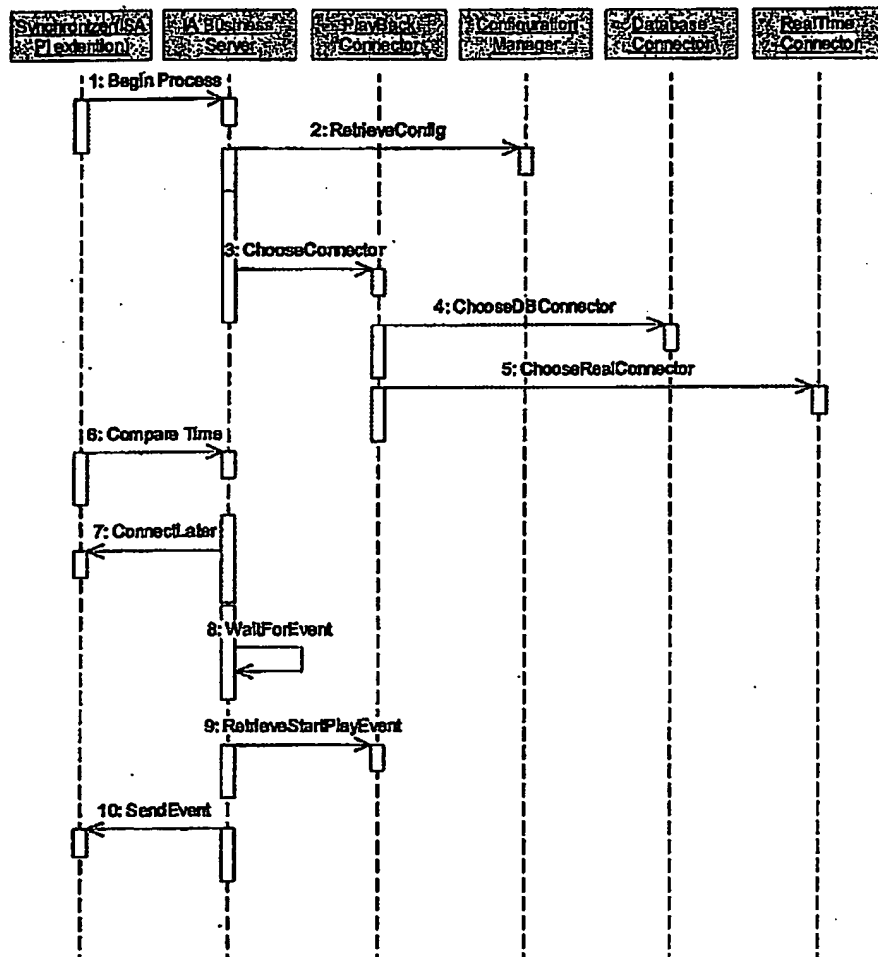 Synchronizer(ISA
PI extention)
IA Business
Server
PlayBack
Connector
Configuration
Manager
Database
Connector
RealTime
Connector
1: Begin Process
2: RetrieveConfig
3: ChooseConnector
4: ChooseDBConnector
5: ChooseRealConnector
6: Compare Time
7: ConnectLater
8: WaitForEvent
9: RetrieveStartPlayEvent
10: SendEvent